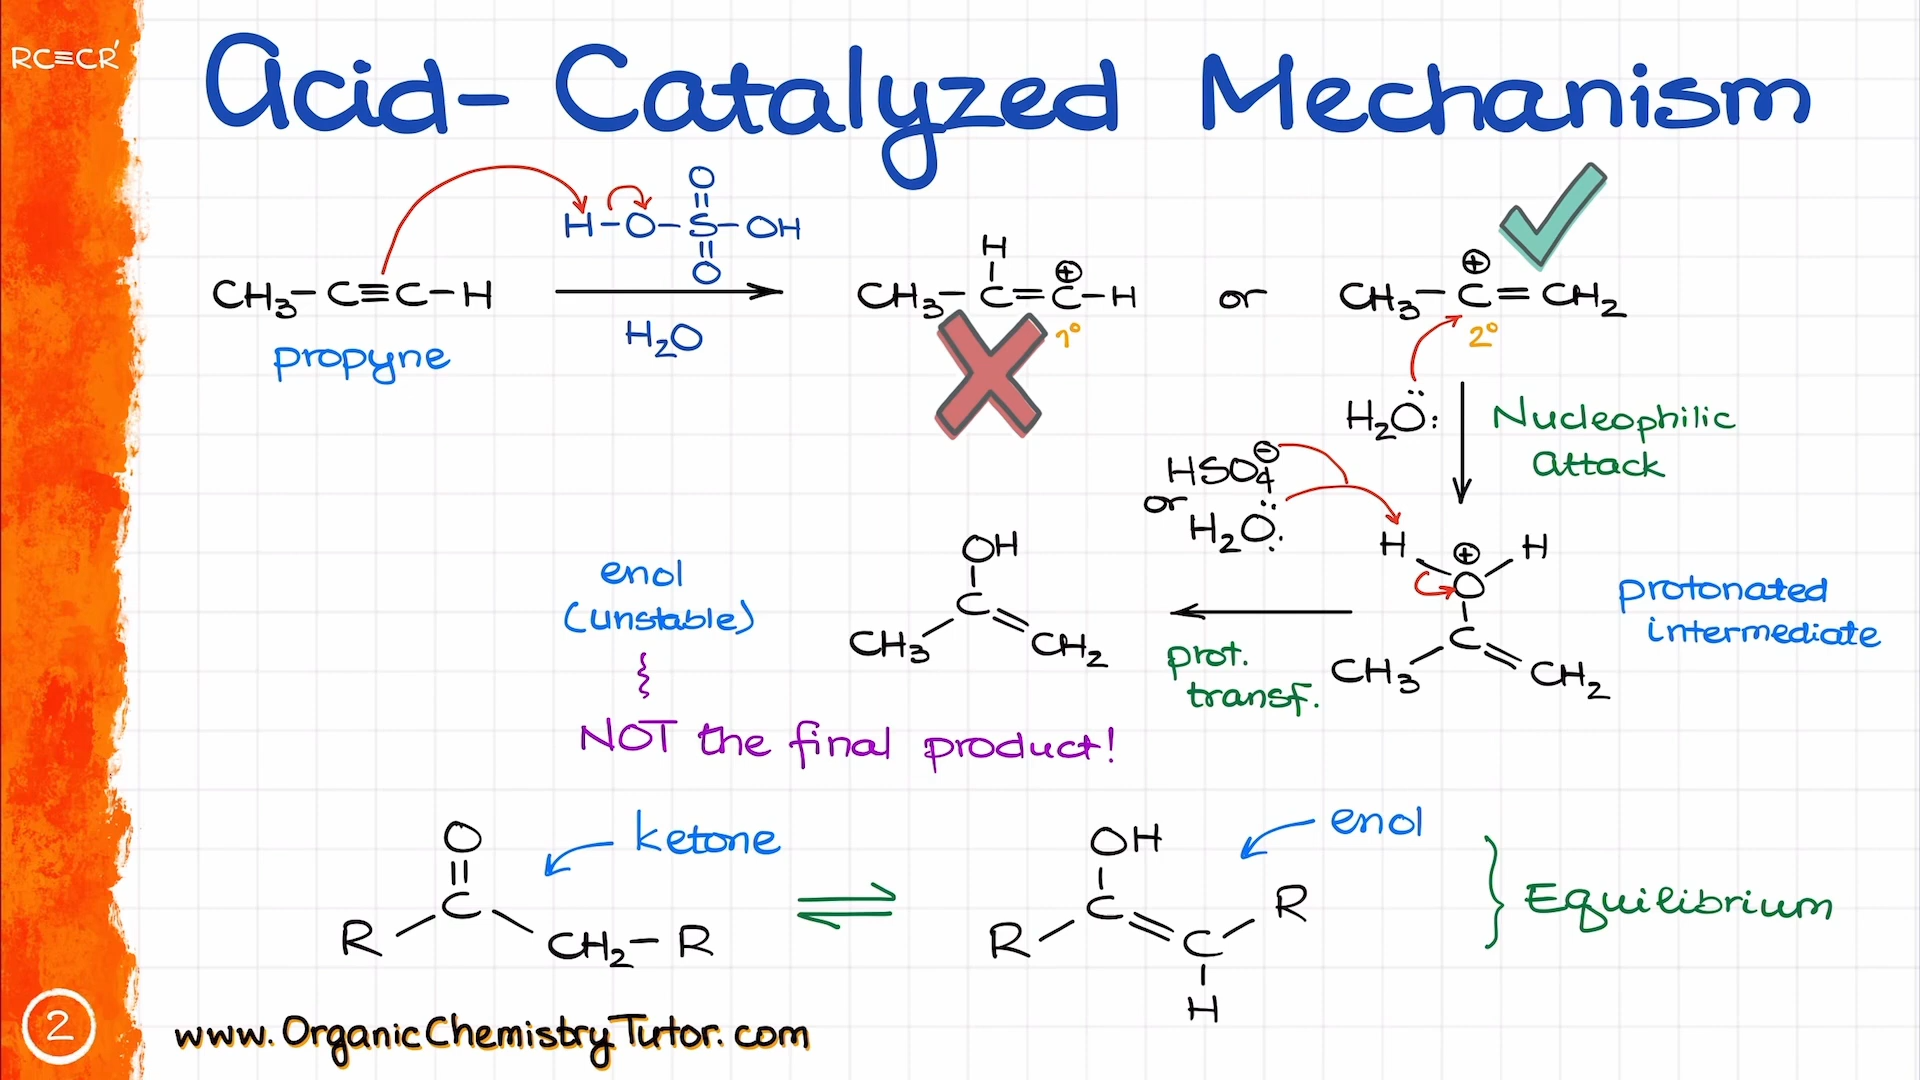 RC≡CR'
Acid-Catalyzed Mechanism
O
H-O-S-OH
O
CH₃-C≡C-H
H₂O
propyne
H
CH₃-C=C-H
⊕
1°
or
⊕
CH₃-C=CH₂
2°
H₂O:
Nucleophilic
attack
HSO₄⊖
or
H₂O:
H ⊕ H
O
C
CH₃ CH₂
protonated
intermediate
prot.
transf.
OH
C
CH₃ CH₂
enol
(unstable)
NOT the final product!
O
C
R CH₂-R
ketone
OH
C R
R C
H
enol
Equilibrium
2
www.OrganicChemistryTutor.com